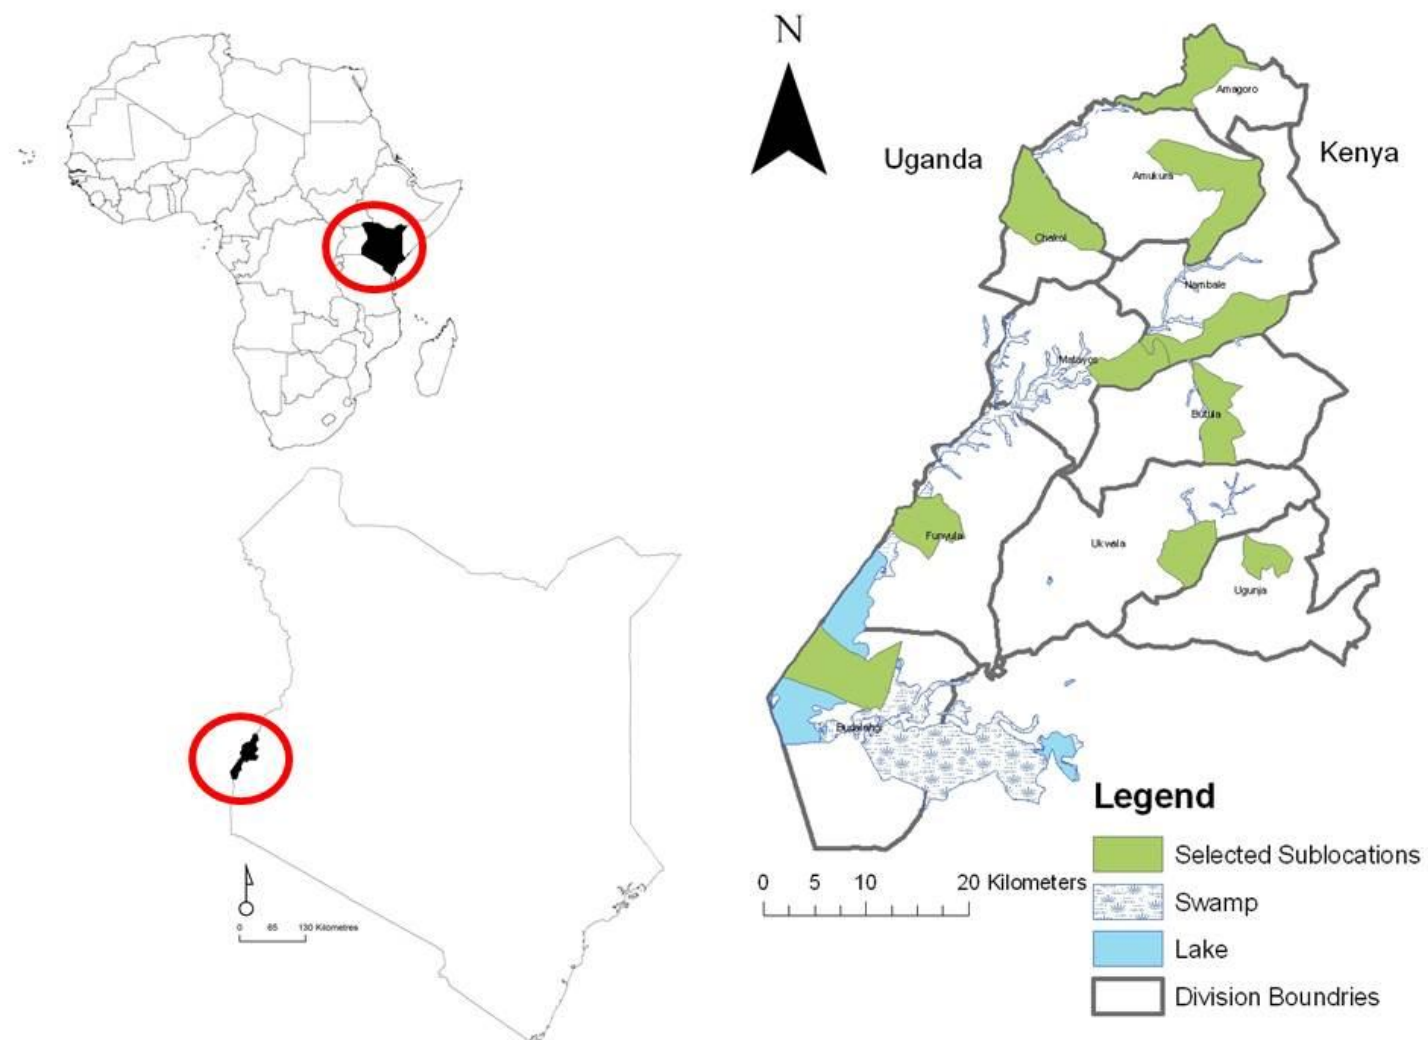 N
Uganda
Kenya
Amagoro
Amukura
Chakol
Nambale
Matayos
Butula
Funyula
Ukwala
Ugunja
Budalangi
0 5 10 20 Kilometers
0 65 130 Kilometres
Legend
Selected Sublocations
Swamp
Lake
Division Boundries